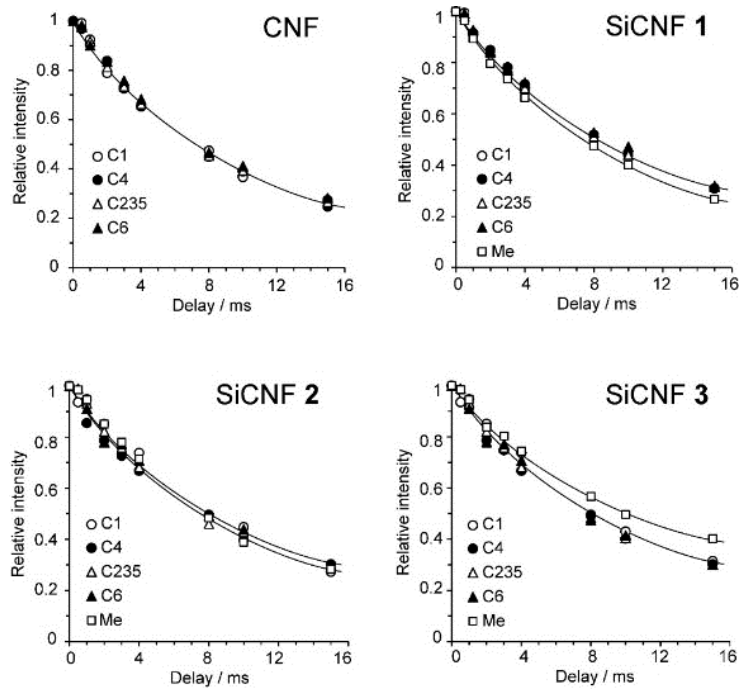 CNF
Relative intensity
1
0.8
0.6
0.4
0.2
0
C1
C4
C235
C6
0 4 8 12 16
Delay / ms
SiCNF 1
Relative intensity
1
0.8
0.6
0.4
0.2
0
C1
C4
C235
C6
Me
0 4 8 12 16
Delay / ms
SiCNF 2
Relative intensity
1
0.8
0.6
0.4
0.2
0
C1
C4
C235
C6
Me
0 4 8 12 16
Delay / ms
SiCNF 3
Relative intensity
1
0.8
0.6
0.4
0.2
0
C1
C4
C235
C6
Me
0 4 8 12 16
Delay / ms